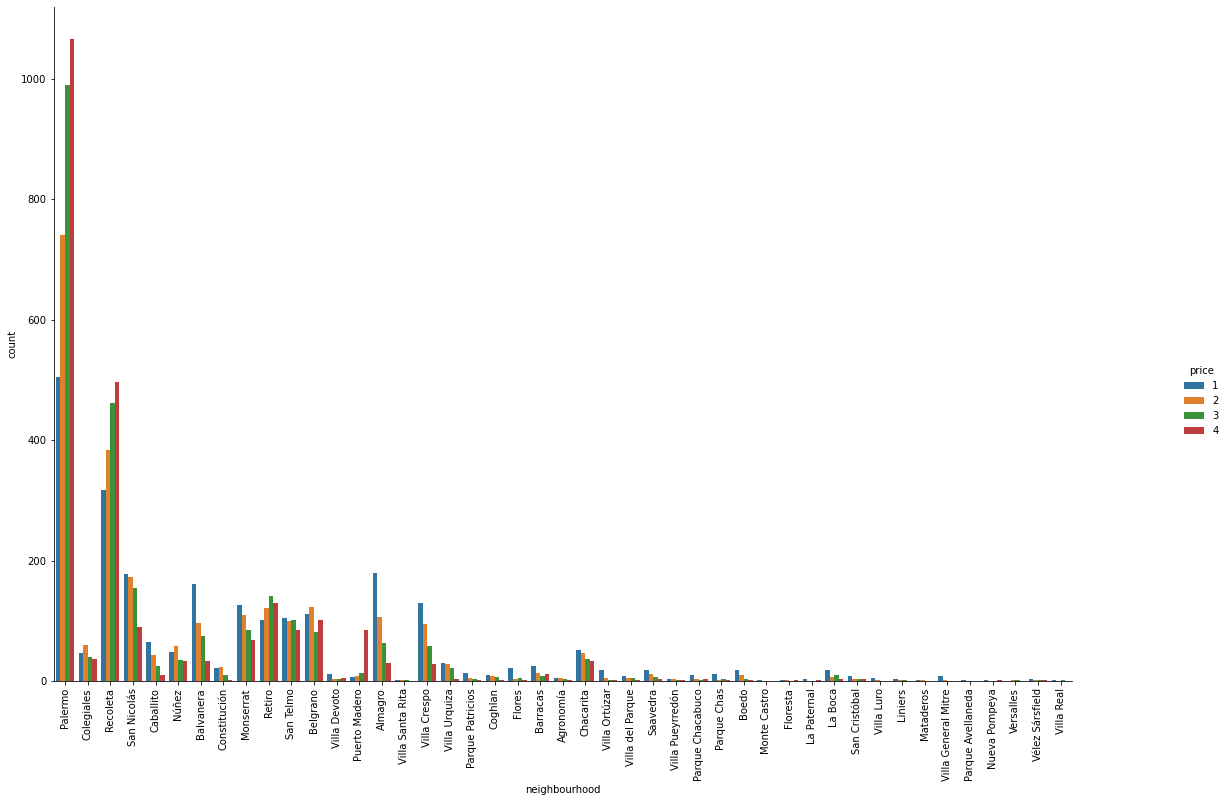 1000
800
600
400
200
0
count
price
1
2
3
4
Palermo
Colegiales
Recoleta
San Nicolás
Caballito
Núñez
Balvanera
Constitución
Monserrat
Retiro
San Telmo
Belgrano
Villa Devoto
Puerto Madero
Almagro
Villa Santa Rita
Villa Crespo
Villa Urquiza
Parque Patricios
Coghlan
Flores
Barracas
Agronomía
Chacarita
Villa Ortúzar
Villa del Parque
Saavedra
Villa Pueyrredón
Parque Chacabuco
Parque Chas
Boedo
Monte Castro
Floresta
La Paternal
La Boca
San Cristóbal
Villa Luro
Liniers
Mataderos
Villa General Mitre
Parque Avellaneda
Nueva Pompeya
Versalles
Vélez Sársfield
Villa Real
neighbourhood